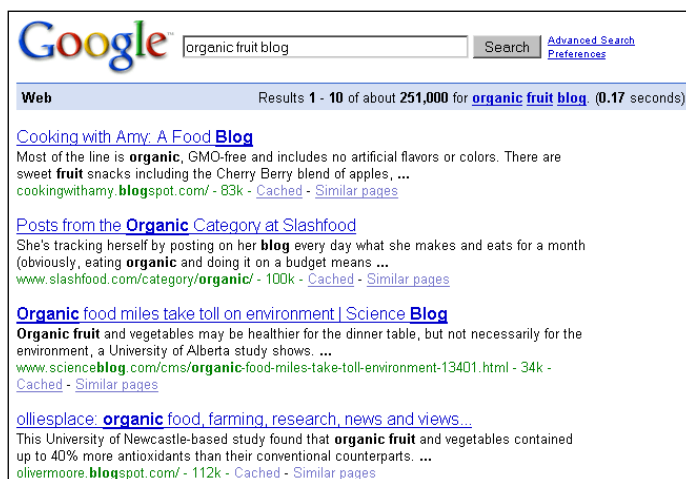 Google™ organic fruit blog Search Advanced Search
Preferences
Web Results 1 - 10 of about 251,000 for organic fruit blog. (0.17 seconds)
Cooking with Amy: A Food Blog
Most of the line is organic, GMO-free and includes no artificial flavors or colors. There are
sweet fruit snacks including the Cherry Berry blend of apples, ...
cookingwithamy.blogspot.com/ - 83k - Cached - Similar pages
Posts from the Organic Category at Slashfood
She's tracking herself by posting on her blog every day what she makes and eats for a month
(obviously, eating organic and doing it on a budget means ...
www.slashfood.com/category/organic/ - 100k - Cached - Similar pages
Organic food miles take toll on environment | Science Blog
Organic fruit and vegetables may be healthier for the dinner table, but not necessarily for the
environment, a University of Alberta study shows. ...
www.scienceblog.com/cms/organic-food-miles-take-toll-environment-13401.html - 34k -
Cached - Similar pages
olliesplace: organic food, farming, research, news and views...
This University of Newcastle-based study found that organic fruit and vegetables contained
up to 40% more antioxidants than their conventional counterparts. ...
olivermoore.blogspot.com/ - 112k - Cached - Similar pages